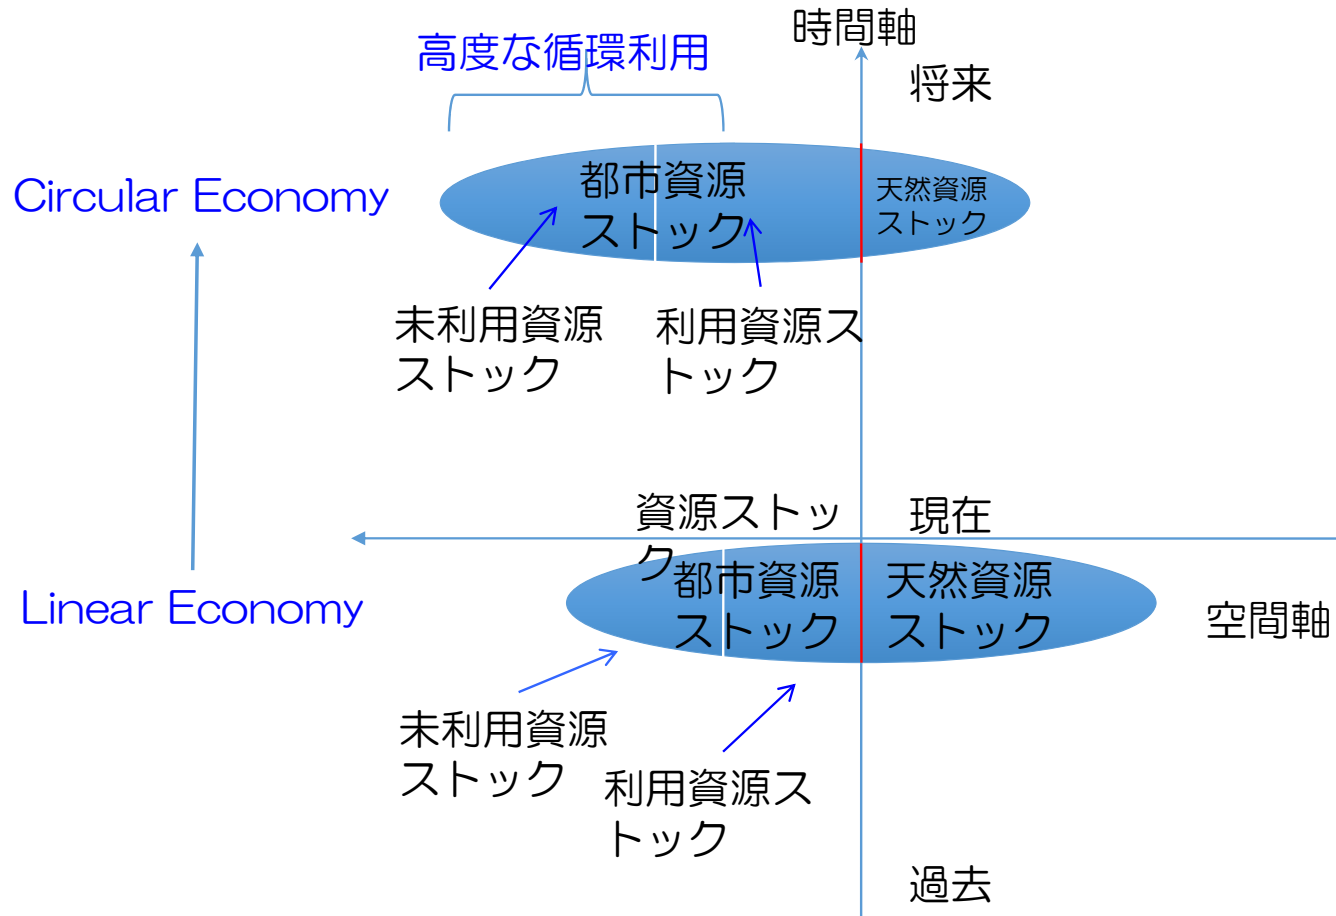 時間軸
高度な循環利用
将来
都市資源
ストック
天然資源
ストック
Circular Economy
未利用資源
ストック
利用資源ス
トック
資源ストッ
ク
現在
都市資源
ストック
天然資源
ストック
Linear Economy
空間軸
未利用資源
ストック
利用資源ス
トック
過去